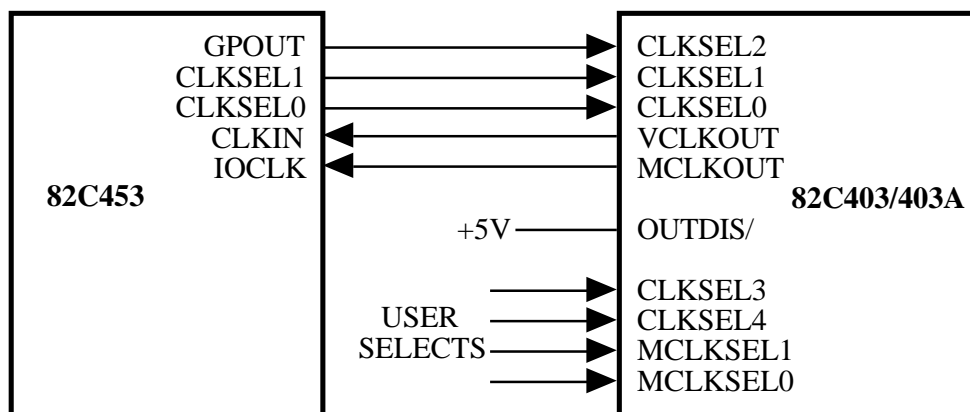 GPOUT CLKSEL2
CLKSEL1 CLKSEL1
CLKSEL0 CLKSEL0
CLKIN VCLKOUT
IOCLK MCLKOUT
82C453 82C403/403A
+5V OUTDIS/
CLKSEL3
USER CLKSEL4
SELECTS MCLKSEL1
MCLKSEL0